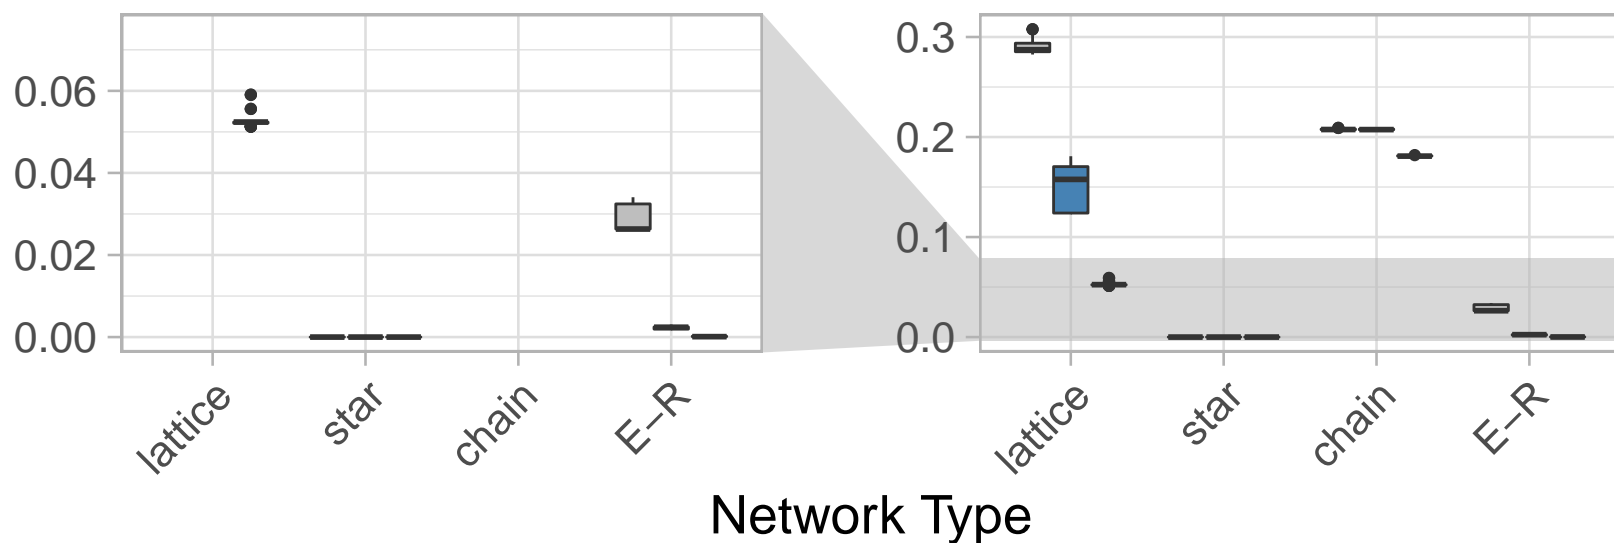 0.06
0.04
0.02
0.00
lattice
star
chain
E−R
0.3
0.2
0.1
0.0
lattice
star
chain
E−R
Network Type